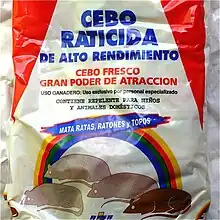 CEBO
RATICIDA
DE ALTO RENDIMIENTO
CEBO FRESCO
GRAN PODER DE ATRACCION
USO GANADERO: Uso exclusivo por personal especializado
CONTIENE REPELENTE PARA NIÑOS
Y ANIMALES DOMÉSTICOS
MATA RATAS, RATONES y TOPOS